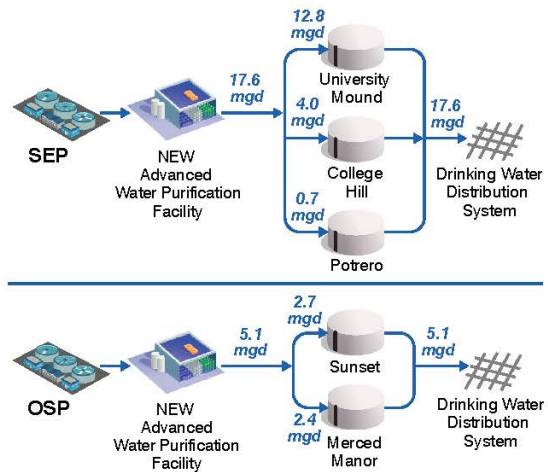 12.8
mgd
University
Mound
17.6
mgd
4.0
mgd
17.6
mgd
SEP
NEW
Advanced
Water Purification
Facility
College
Hill
Drinking Water
Distribution
System
0.7
mgd
Potrero
2.7
mgd
5.1
mgd
Sunset
5.1
mgd
OSP
NEW
Advanced
Water Purification
Facility
2.4
mgd
Merced
Manor
Drinking Water
Distribution
System